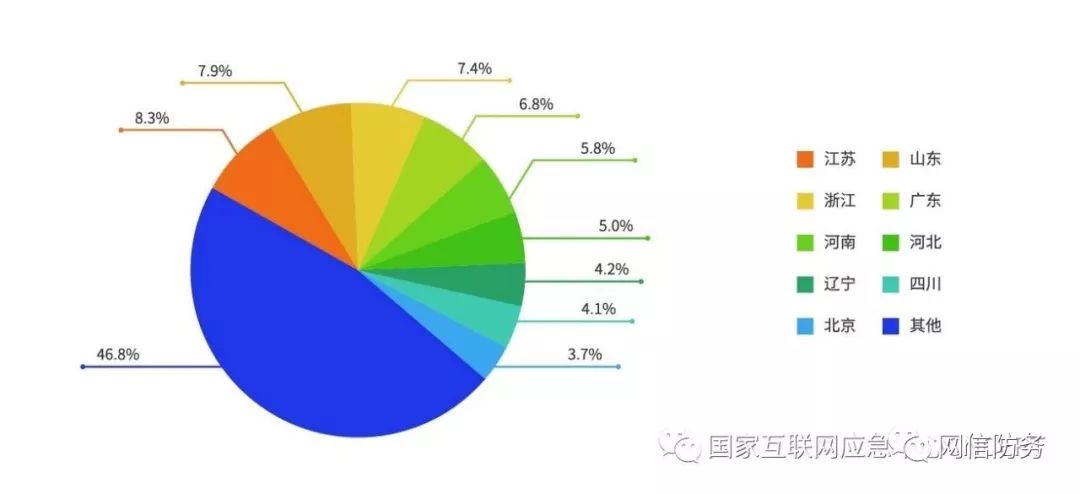 7.9%
7.4%
8.3%
6.8%
5.8%
5.0%
4.2%
4.1%
46.8%
3.7%
江苏 山东
浙江 广东
河南 河北
辽宁 四川
北京 其他
国家互联网应急
网信防务